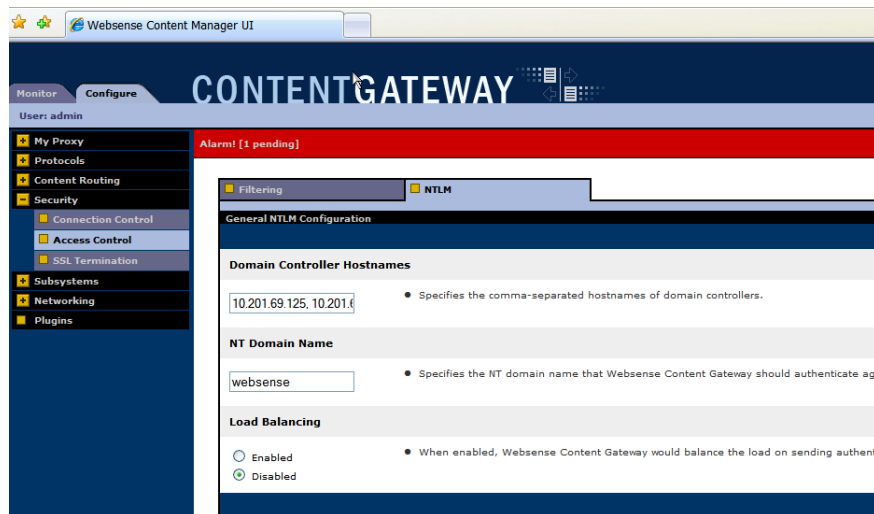 Websense Content Manager UI
CONTENTGATEWAY
Monitor Configure
User: admin
My Proxy
Protocols
Content Routing
Security
Connection Control
Access Control
SSL Termination
Subsystems
Networking
Plugins
Alarm! [1 pending]
Filtering NTLM
General NTLM Configuration
Domain Controller Hostnames
10.201.69.125, 10.201.6
Specifies the comma-separated hostnames of domain controllers.
NT Domain Name
websense
Specifies the NT domain name that Websense Content Gateway should authenticate ag
Load Balancing
Enabled
Disabled
When enabled, Websense Content Gateway would balance the load on sending authen